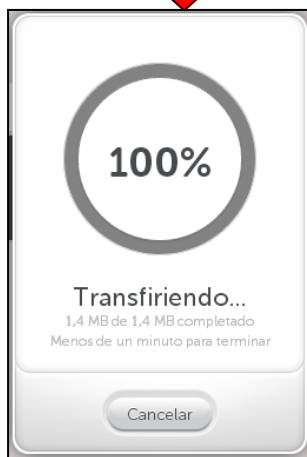 100%
Transfiriendo...
1,4 MB de 1,4 MB completado
Menos de un minuto para terminar
Cancelar